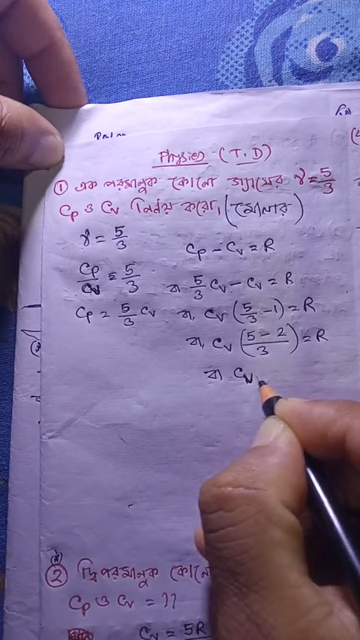 Physics (T.D)
① এক পরমাণুক কোনো গ্যাসের γ = 5/3
Cp ও Cv নির্ণয় করো, (মোলার)
γ = 5/3
Cp - Cv = R
Cp/Cv = 5/3
বা, 5/3 Cv - Cv = R
Cp = 5/3 Cv
বা, Cv (5/3 - 1) = R
বা, Cv (5-2/3) = R
বা Cv
② দ্বিপরমাণুক কোনো
Cp ও Cv = ??
Cv = 5R